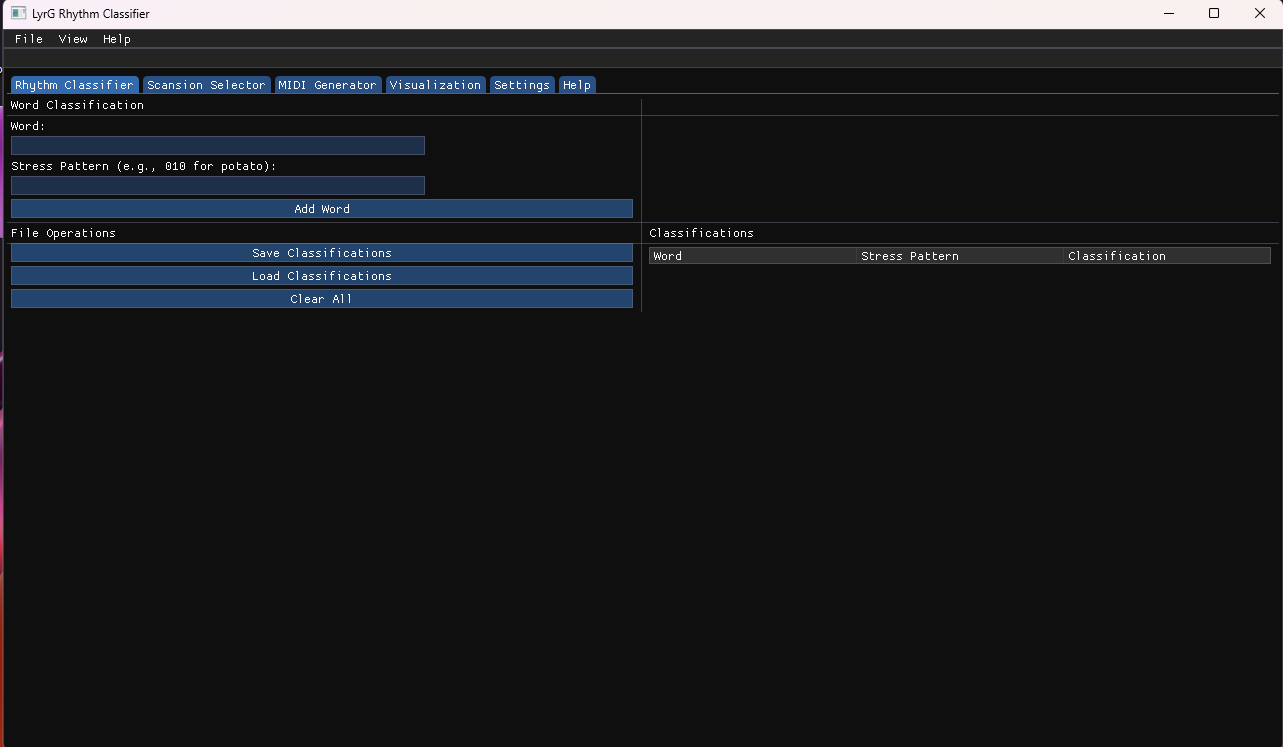 LyrG Rhythm Classifier
File View Help
Rhythm Classifier Scansion Selector MIDI Generator Visualization Settings Help
Word Classification
Word:
Stress Pattern (e.g., 010 for potato):
Add Word
File Operations
Save Classifications
Load Classifications
Clear All
Classifications
Word Stress Pattern Classification